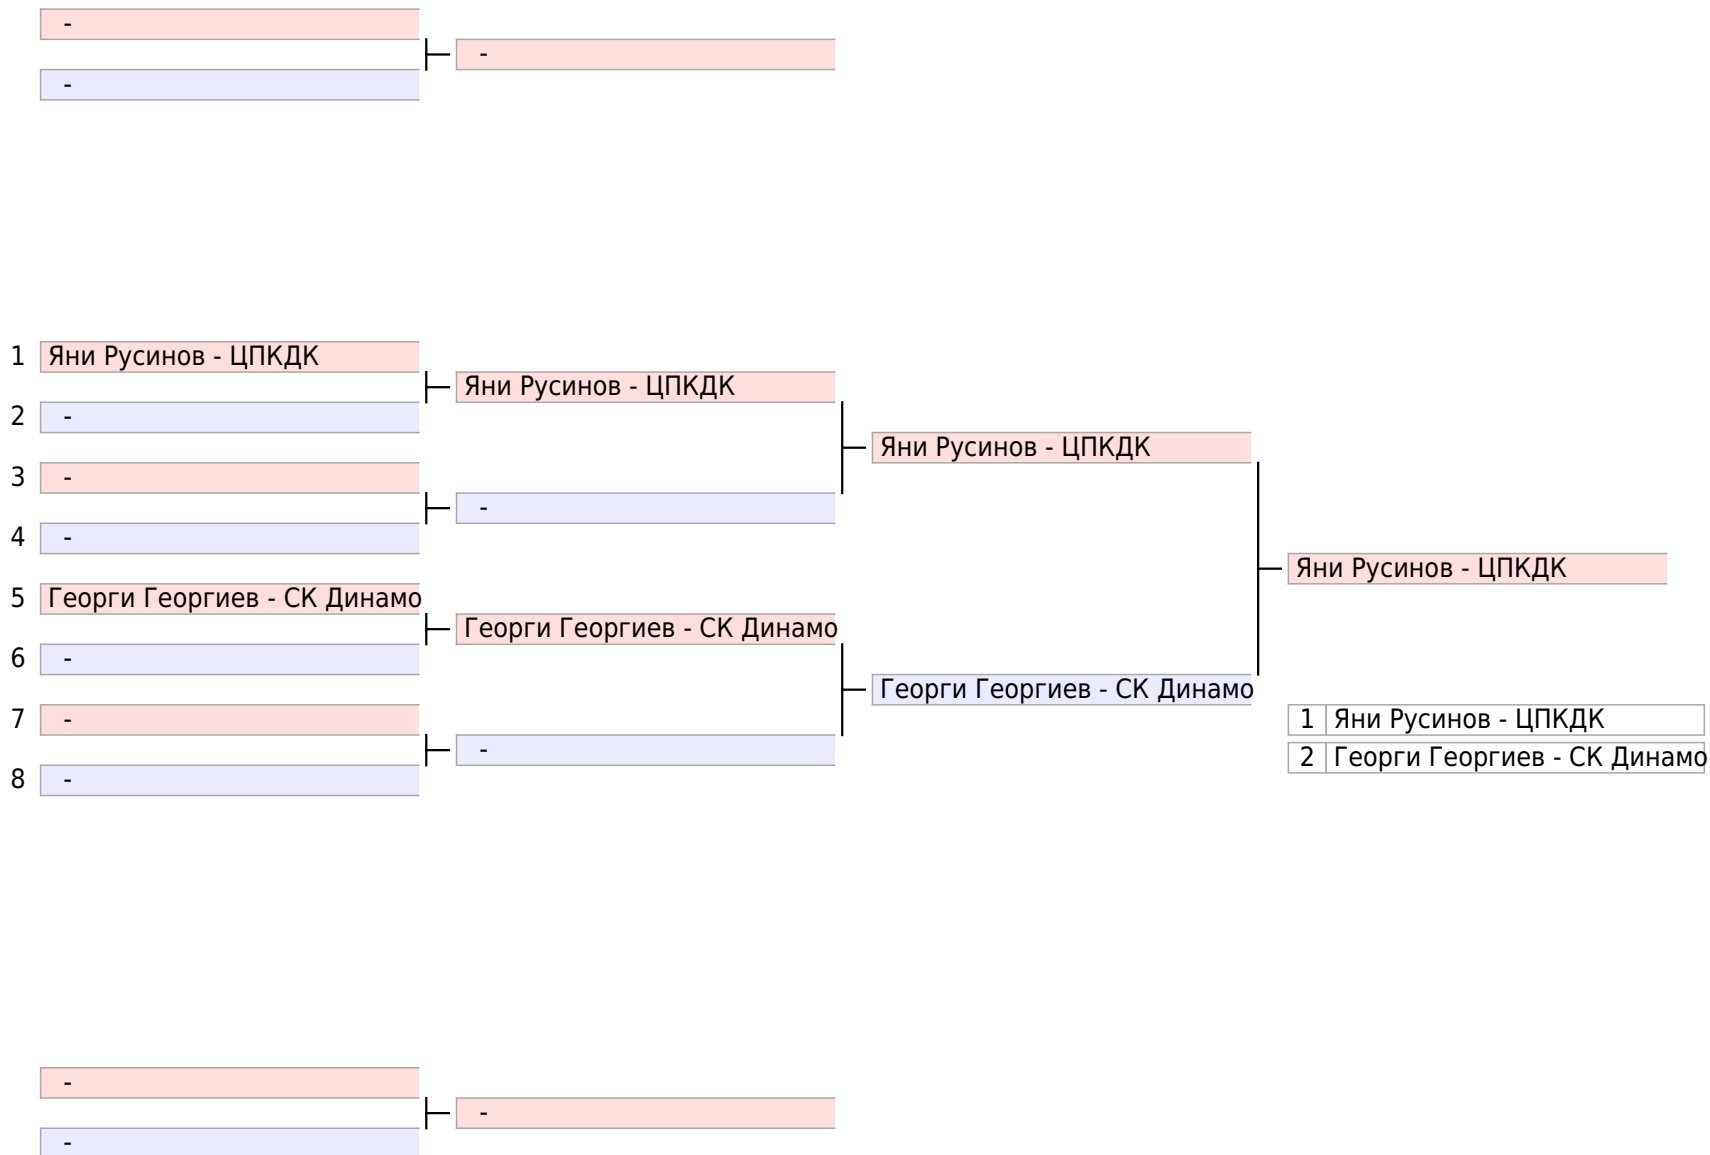 -
-
-
1 Яни Русинов - ЦПКДК
Яни Русинов - ЦПКДК
2 -
Яни Русинов - ЦПКДК
3 -
-
4 -
Яни Русинов - ЦПКДК
5 Георги Георгиев - СК Динамо
Георги Георгиев - СК Динамо
6 -
Георги Георгиев - СК Динамо
7 -
1 Яни Русинов - ЦПКДК
-
2 Георги Георгиев - СК Динамо
8 -
-
-
-